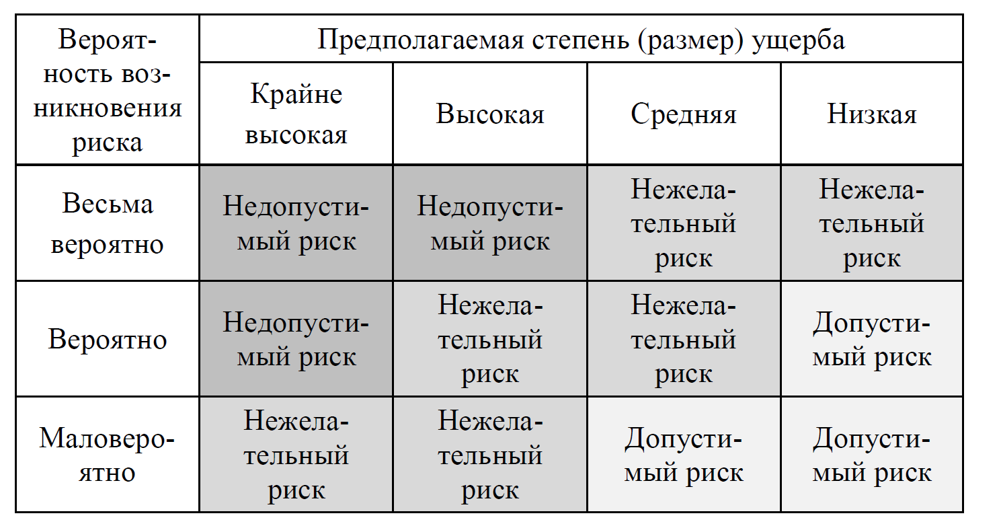 Вероят-
ность воз-
никновения
риска
Предполагаемая степень (размер) ущерба
Крайне
высокая
Высокая
Средняя
Низкая
Весьма
вероятно
Недопусти-
мый риск
Недопусти-
мый риск
Нежела-
тельный
риск
Нежела-
тельный
риск
Вероятно
Недопусти-
мый риск
Нежела-
тельный
риск
Нежела-
тельный
риск
Допусти-
мый риск
Маловеро-
ятно
Нежела-
тельный
риск
Нежела-
тельный
риск
Допусти-
мый риск
Допусти-
мый риск